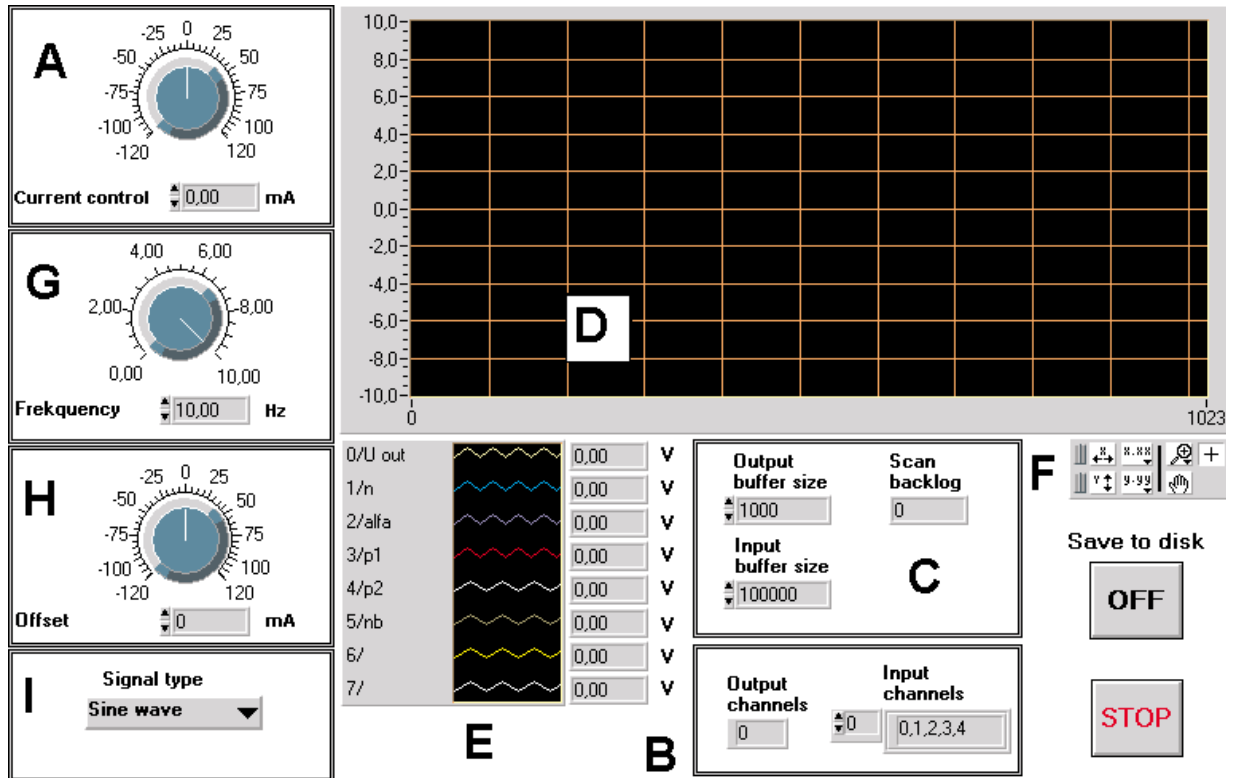 A
-25 0 25
-50 50
-75 75
-100 100
-120 120
Current control 0,00 mA
G
4,00 6,00
2,00 8,00
0,00 10,00
Frekquency 10,00 Hz
H
-25 0 25
-50 50
-75 75
-100 100
-120 120
Offset 0 mA
I
Signal type
Sine wave
10,0
8,0
6,0
4,0
2,0
0,0
-2,0
-4,0
-6,0
-8,0
-10,0
0 1023
D
0/U out 0,00 V
1/n 0,00 V
2/alfa 0,00 V
3/p1 0,00 V
4/p2 0,00 V
5/nb 0,00 V
6/ 0,00 V
7/ 0,00 V
E
Output
buffer size
1000
Scan
backlog
0
Input
buffer size
100000
C
B
Output
channels
0
Input
channels
0 0,1,2,3,4
F
X X.XX
Y Y.YY
Save to disk
OFF
STOP